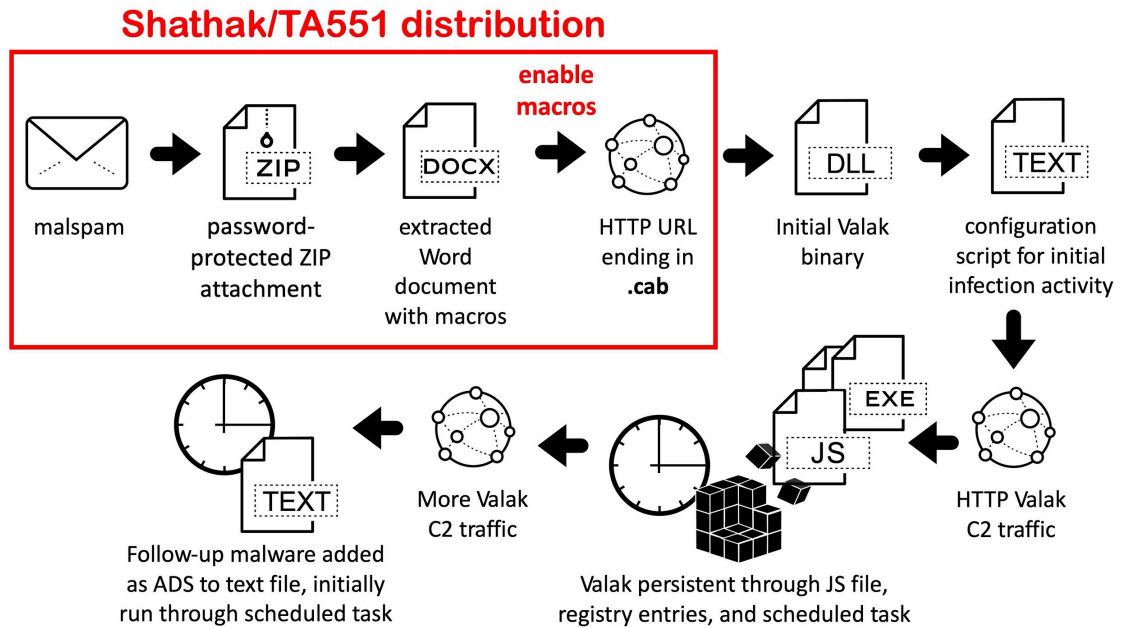 Shathak/TA551 distribution
enable
macros
ZIP
DOCX
DLL
TEXT
malspam
password-
protected ZIP
attachment
extracted
Word
document
with macros
HTTP URL
ending in
.cab
Initial Valak
binary
configuration
script for initial
infection activity
EXE
JS
TEXT
HTTP Valak
C2 traffic
Valak persistent through JS file,
registry entries, and scheduled task
More Valak
C2 traffic
Follow-up malware added
as ADS to text file, initially
run through scheduled task